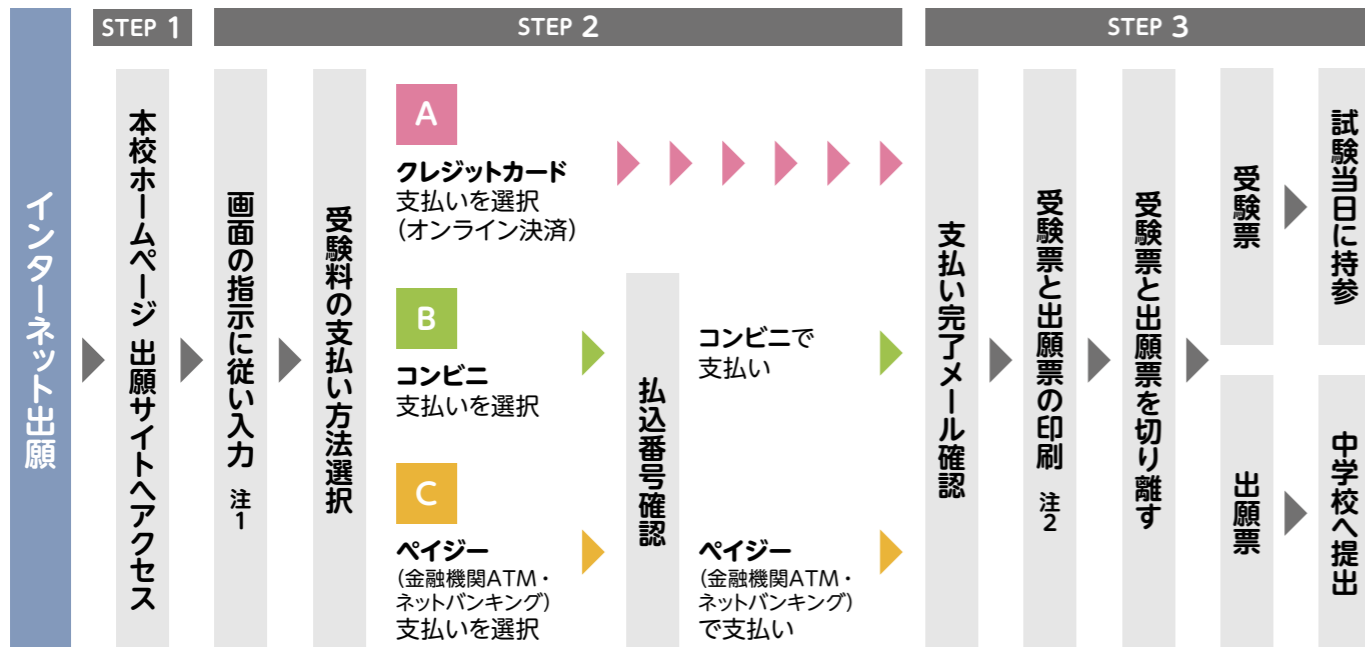 インターネット出願
STEP 1
本校ホームページ 出願サイトへアクセス
STEP 2
画面の指示に従い入力 注1
受験料の支払い方法選択
A
クレジットカード
支払いを選択
(オンライン決済)
B
コンビニ
支払いを選択
C
ペイジー
(金融機関ATM・
ネットバンキング)
支払いを選択
払込番号確認
コンビニで
支払い
ペイジー
(金融機関ATM・
ネットバンキング)
で支払い
STEP 3
支払い完了メール確認
受験票と出願票の印刷 注2
受験票と出願票を切り離す
受験票
試験当日に持参
出願票
中学校へ提出